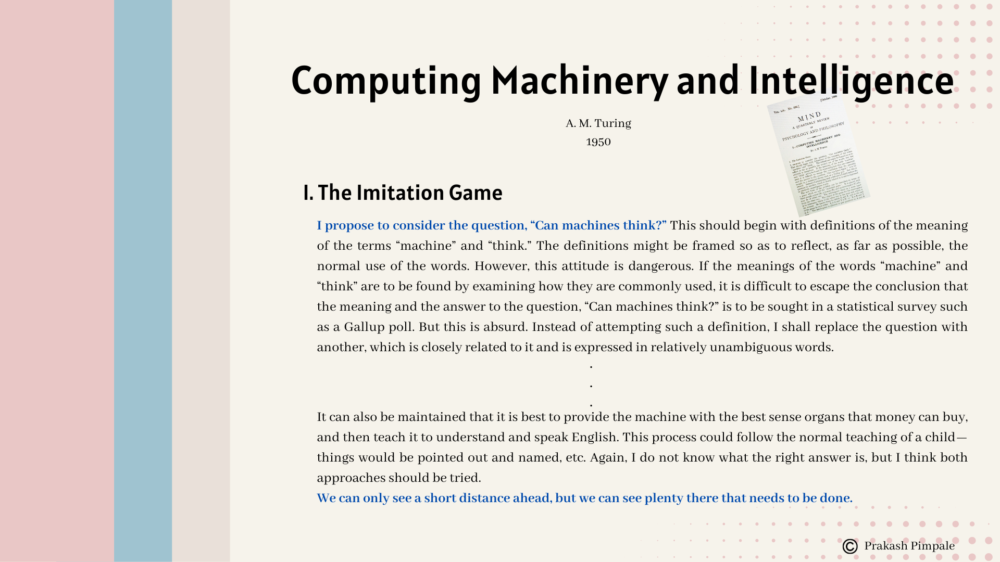 Computing Machinery and Intelligence
A. M. Turing
1950
[October, 1950
MIND
A QUARTERLY REVIEW
OF
PSYCHOLOGY AND PHILOSOPHY
I.—COMPUTING MACHINERY AND
INTELLIGENCE
I. The Imitation Game
I propose to consider the question, “Can machines think?” This should begin with definitions of the meaning
of the terms “machine” and “think.” The definitions might be framed so as to reflect, as far as possible, the
normal use of the words. However, this attitude is dangerous. If the meanings of the words “machine” and
“think” are to be found by examining how they are commonly used, it is difficult to escape the conclusion that
the meaning and the answer to the question, “Can machines think?” is to be sought in a statistical survey such
as a Gallup poll. But this is absurd. Instead of attempting such a definition, I shall replace the question with
another, which is closely related to it and is expressed in relatively unambiguous words.
.
.
.
It can also be maintained that it is best to provide the machine with the best sense organs that money can buy,
and then teach it to understand and speak English. This process could follow the normal teaching of a child—
things would be pointed out and named, etc. Again, I do not know what the right answer is, but I think both
approaches should be tried.
We can only see a short distance ahead, but we can see plenty there that needs to be done.
© Prakash Pimpale